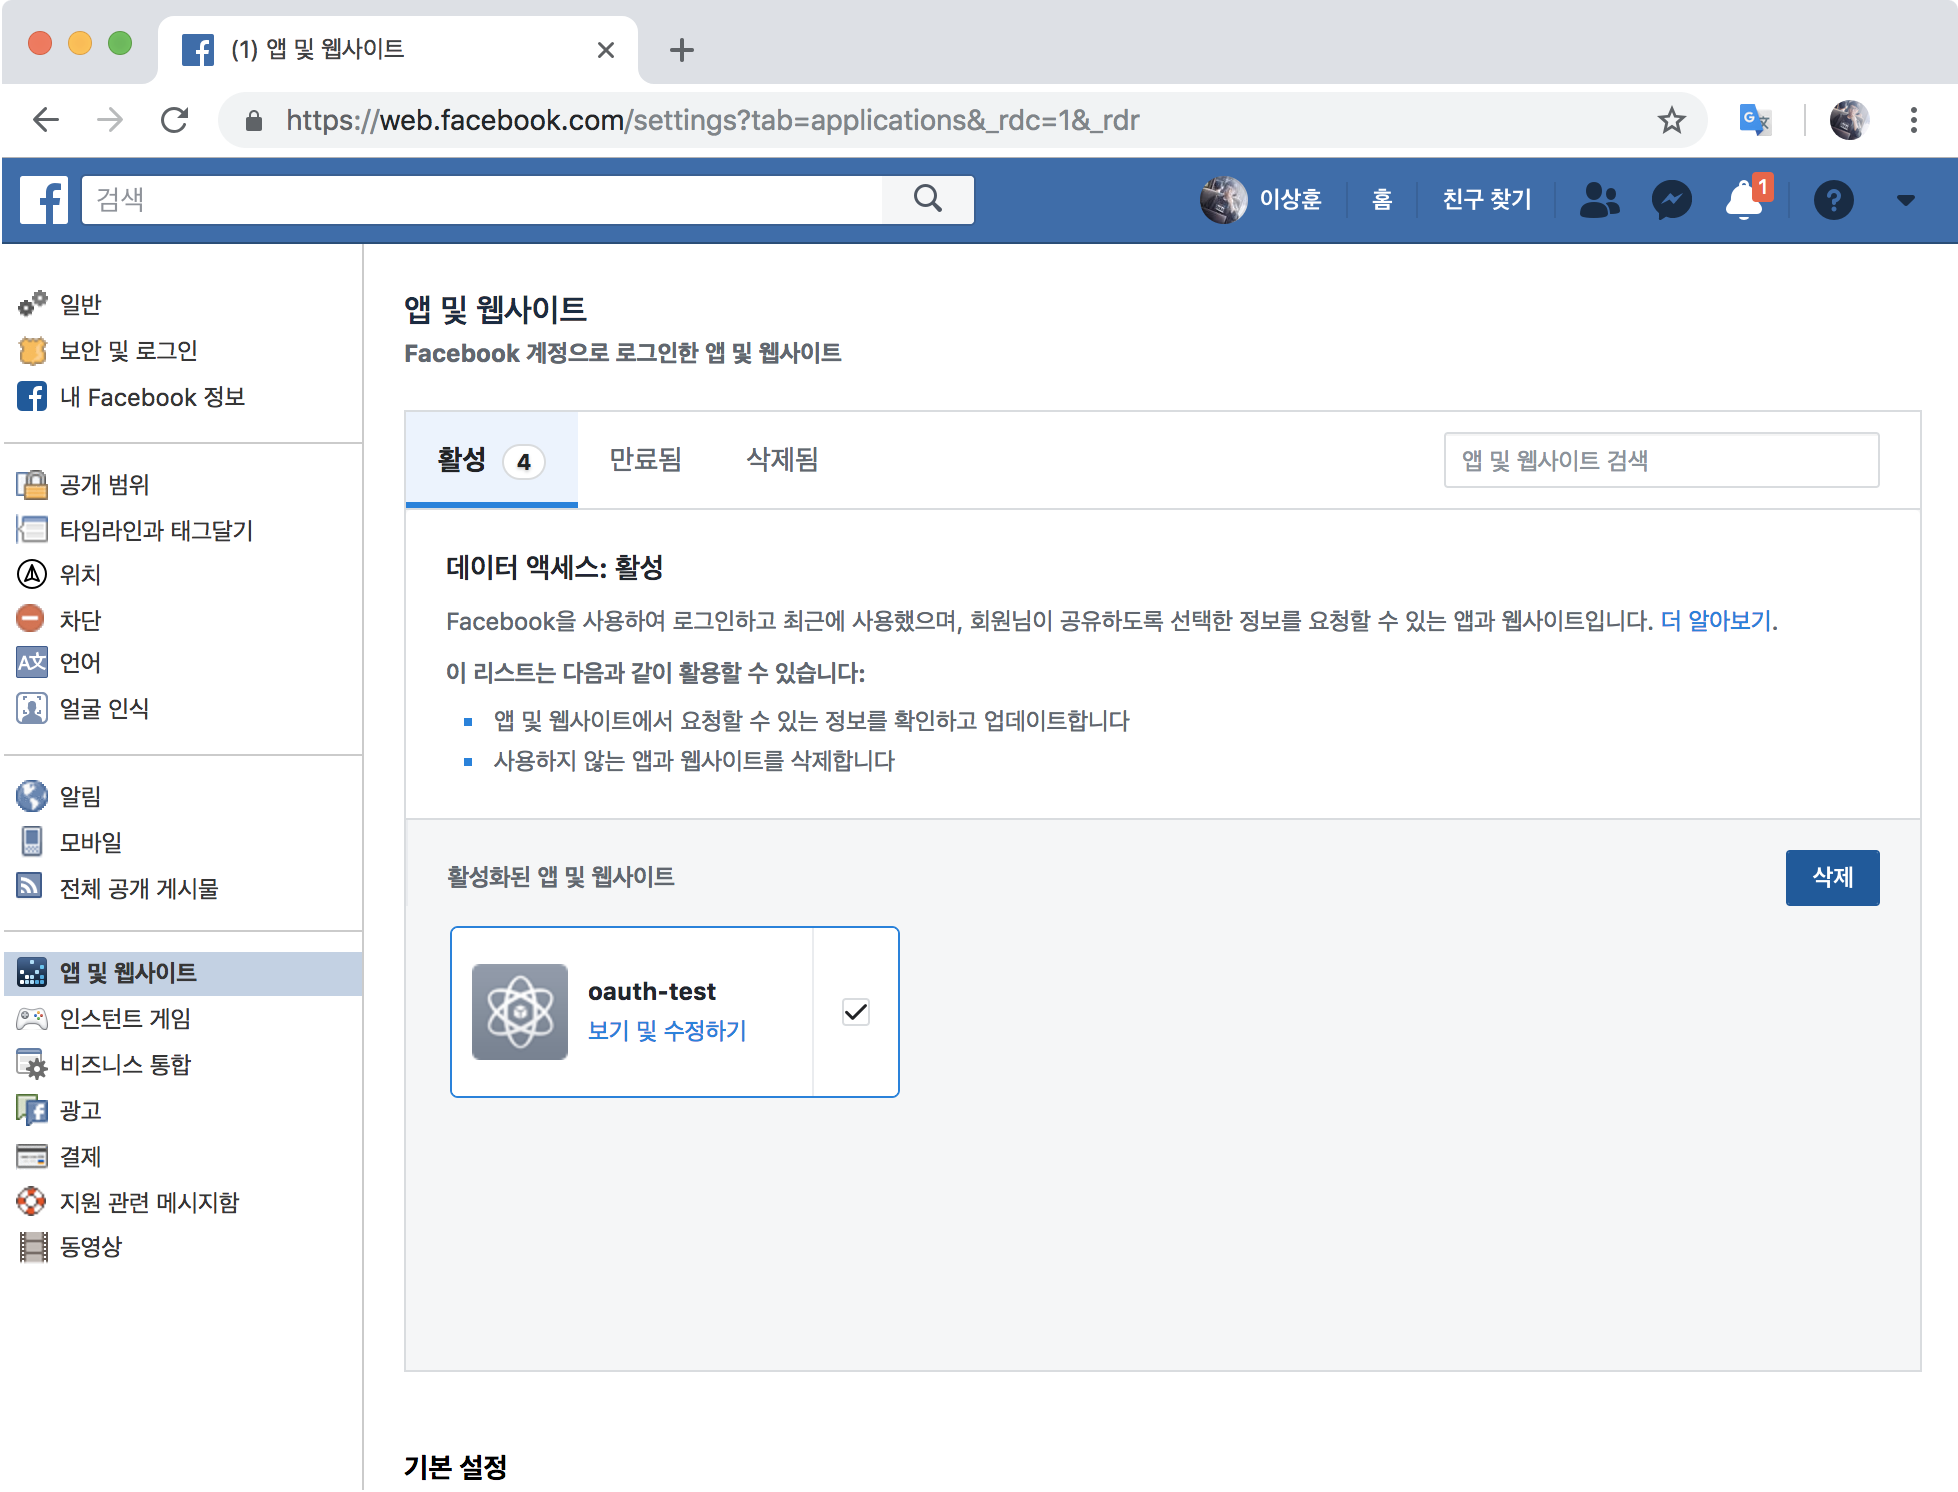 (1) 앱 및 웹사이트
https://web.facebook.com/settings?tab=applications&_rdc=1&_rdr
검색
이상훈
홈
친구 찾기
1
일반
보안 및 로그인
내 Facebook 정보
공개 범위
타임라인과 태그달기
위치
차단
언어
얼굴 인식
알림
모바일
전체 공개 게시물
앱 및 웹사이트
인스턴트 게임
비즈니스 통합
광고
결제
지원 관련 메시지함
동영상
앱 및 웹사이트
Facebook 계정으로 로그인한 앱 및 웹사이트
활성 4 만료됨 삭제됨
앱 및 웹사이트 검색
데이터 액세스: 활성
Facebook을 사용하여 로그인하고 최근에 사용했으며, 회원님이 공유하도록 선택한 정보를 요청할 수 있는 앱과 웹사이트입니다. 더 알아보기.
이 리스트는 다음과 같이 활용할 수 있습니다:
앱 및 웹사이트에서 요청할 수 있는 정보를 확인하고 업데이트합니다
사용하지 않는 앱과 웹사이트를 삭제합니다
활성화된 앱 및 웹사이트
삭제
oauth-test
보기 및 수정하기
기본 설정